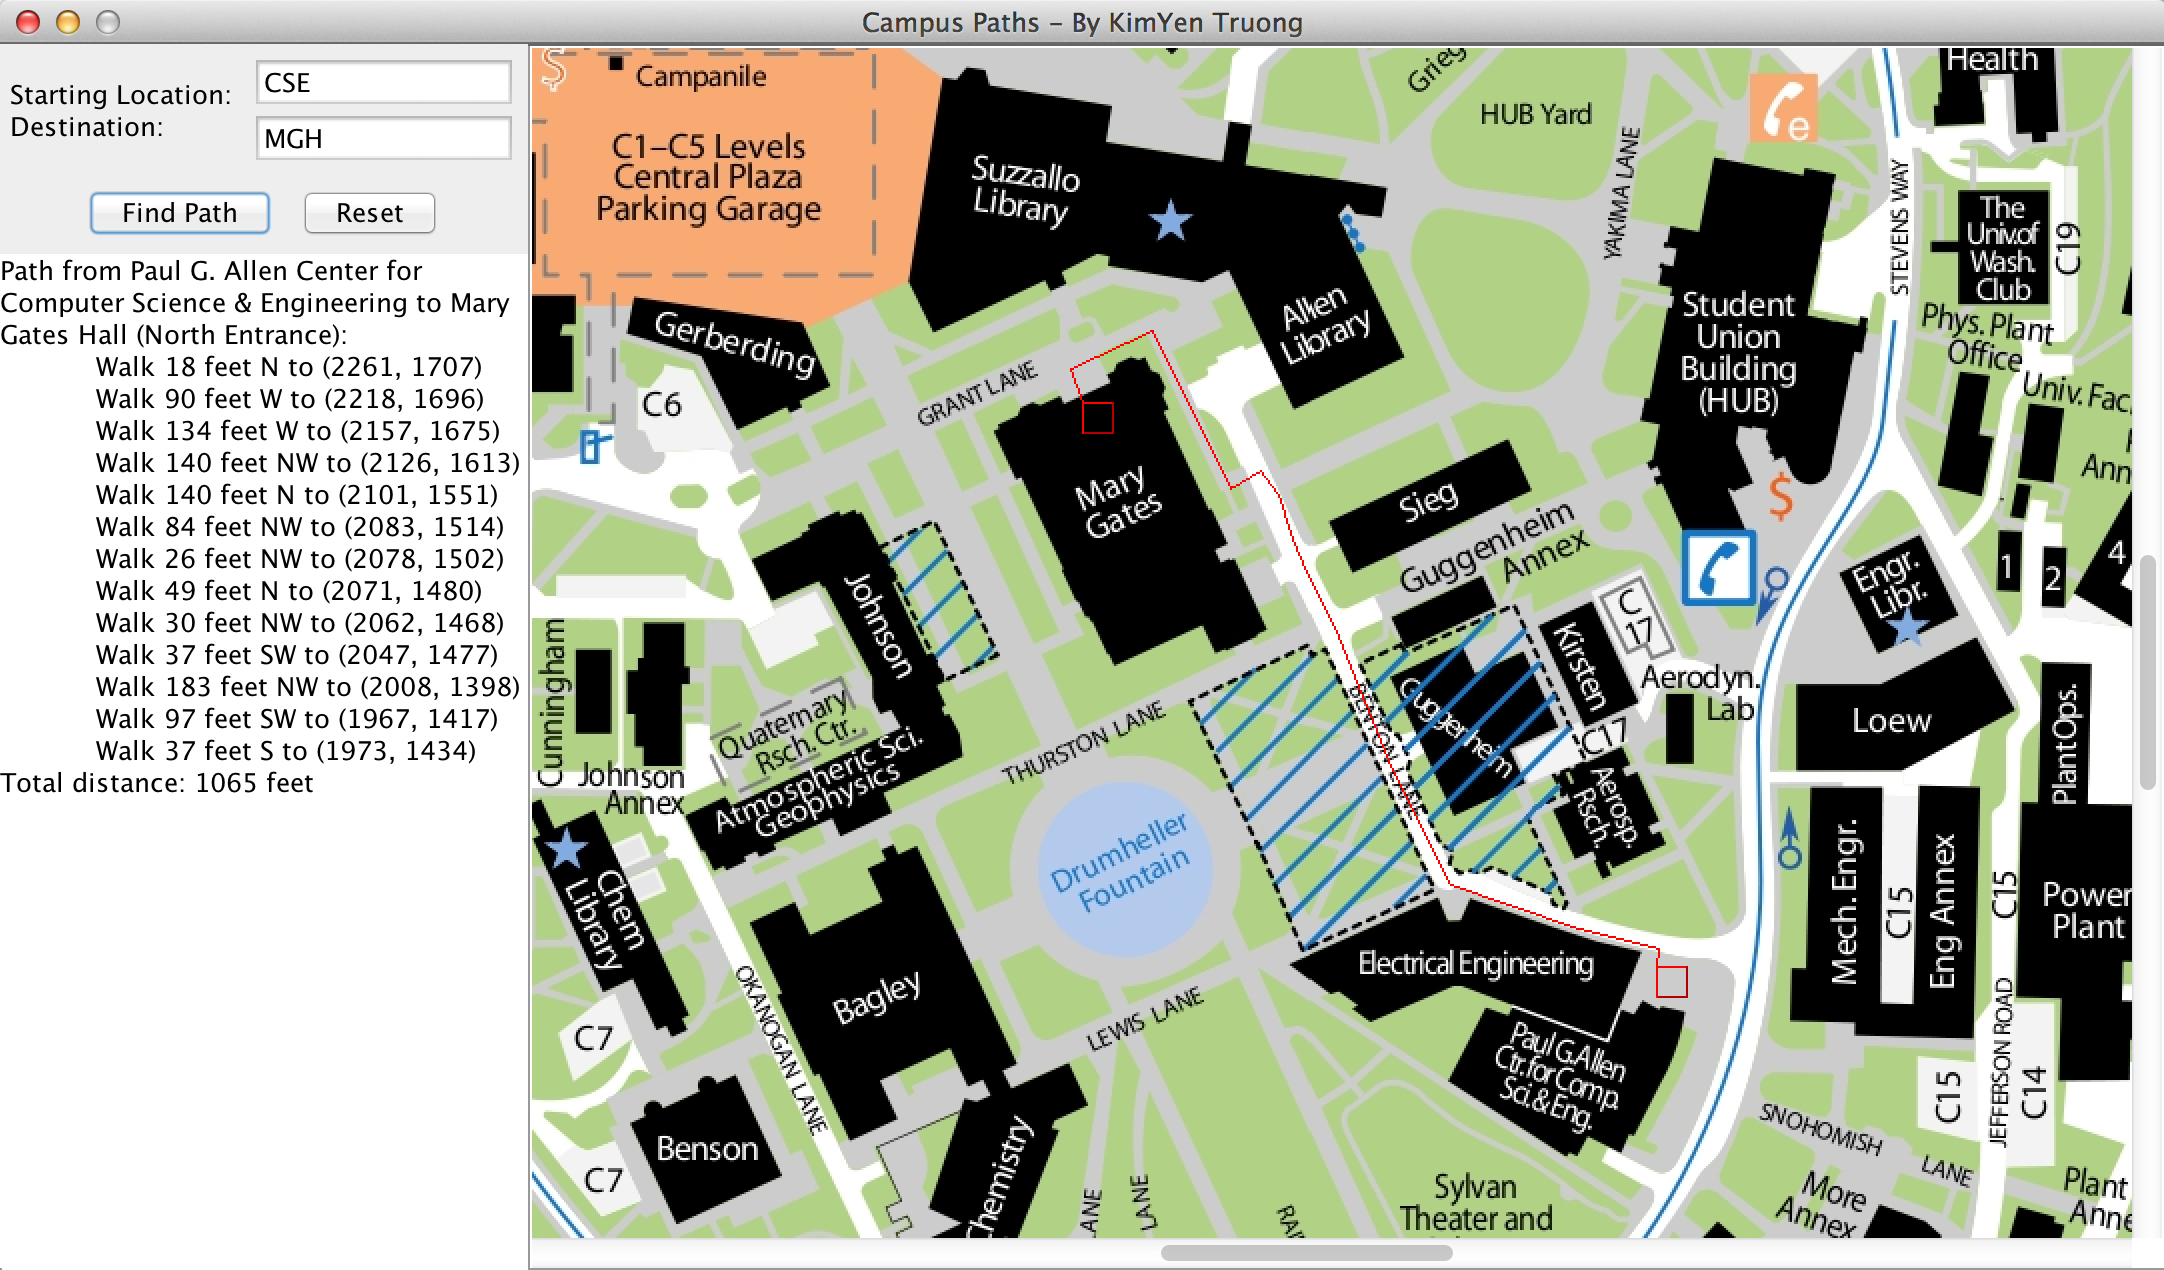 Campus Paths – By KimYen Truong
Starting Location:
CSE
Destination:
MGH
Find Path
Reset
Path from Paul G. Allen Center for
Computer Science & Engineering to Mary
Gates Hall (North Entrance):
Walk 18 feet N to (2261, 1707)
Walk 90 feet W to (2218, 1696)
Walk 134 feet W to (2157, 1675)
Walk 140 feet NW to (2126, 1613)
Walk 140 feet N to (2101, 1551)
Walk 84 feet NW to (2083, 1514)
Walk 26 feet NW to (2078, 1502)
Walk 49 feet N to (2071, 1480)
Walk 30 feet NW to (2062, 1468)
Walk 37 feet SW to (2047, 1477)
Walk 183 feet NW to (2008, 1398)
Walk 97 feet SW to (1967, 1417)
Walk 37 feet S to (1973, 1434)
Total distance: 1065 feet
$
Campanile
C1–C5 Levels
Central Plaza
Parking Garage
Suzzallo
Library
Grieg
HUB Yard
YAKIMA LANE
e
Health
STEVENS WAY
The
Univ.of
Wash.
Club
C19
Gerberding
C6
GRANT LANE
Allen
Library
Student
Union
Building
(HUB)
Phys. Plant
Office
Univ. Fac.
Ann
Mary
Gates
Sieg
$
Guggenheim
Annex
Johnson
C
17
Kirsten
Engr.
Libr.
1
2
4
Cunningham
Aerodyn.
Lab
Loew
PlantOps.
Quaternary
Rsch. Ctr.
THURSTON LANE
BENTON LANE
Guggenheim
C17
Johnson
Annex
Atmospheric Sci.
Geophysics
Aerosp.
Rsch.
Drumheller
Fountain
Chem
Library
Mech. Engr.
C15
Eng Annex
C15
Power
Plant
Bagley
Electrical Engineering
OKANOGAN LANE
LEWIS LANE
C7
Paul G.Allen
Ctr.for Comp.
Sci.& Eng.
JEFFERSON ROAD
C15
C14
SNOHOMISH
LANE
Benson
C7
Chemistry
ANE
LANE
RAI
Sylvan
Theater and
More
Annex
Plant
Anne